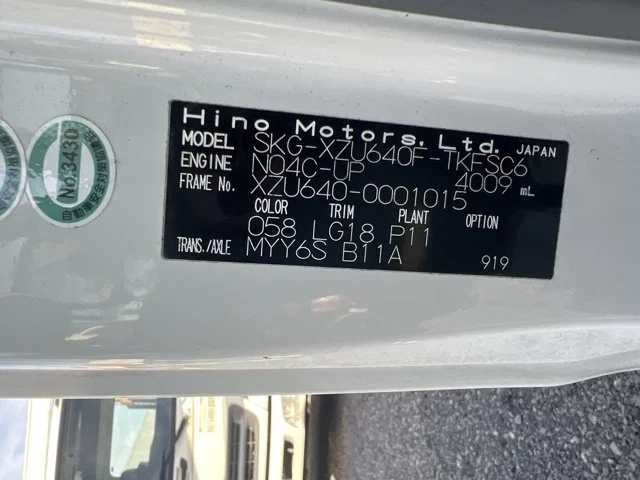 Hino Motors, Ltd. JAPAN
MODEL SKG-XZU640F-TKFSC6
ENGINE N04C-UP 4009 mL
FRAME No. XZU640-0001015
COLOR TRIM PLANT OPTION
058 LG18 P11
TRANS./AXLE MYY6S B11A 919
No.3430